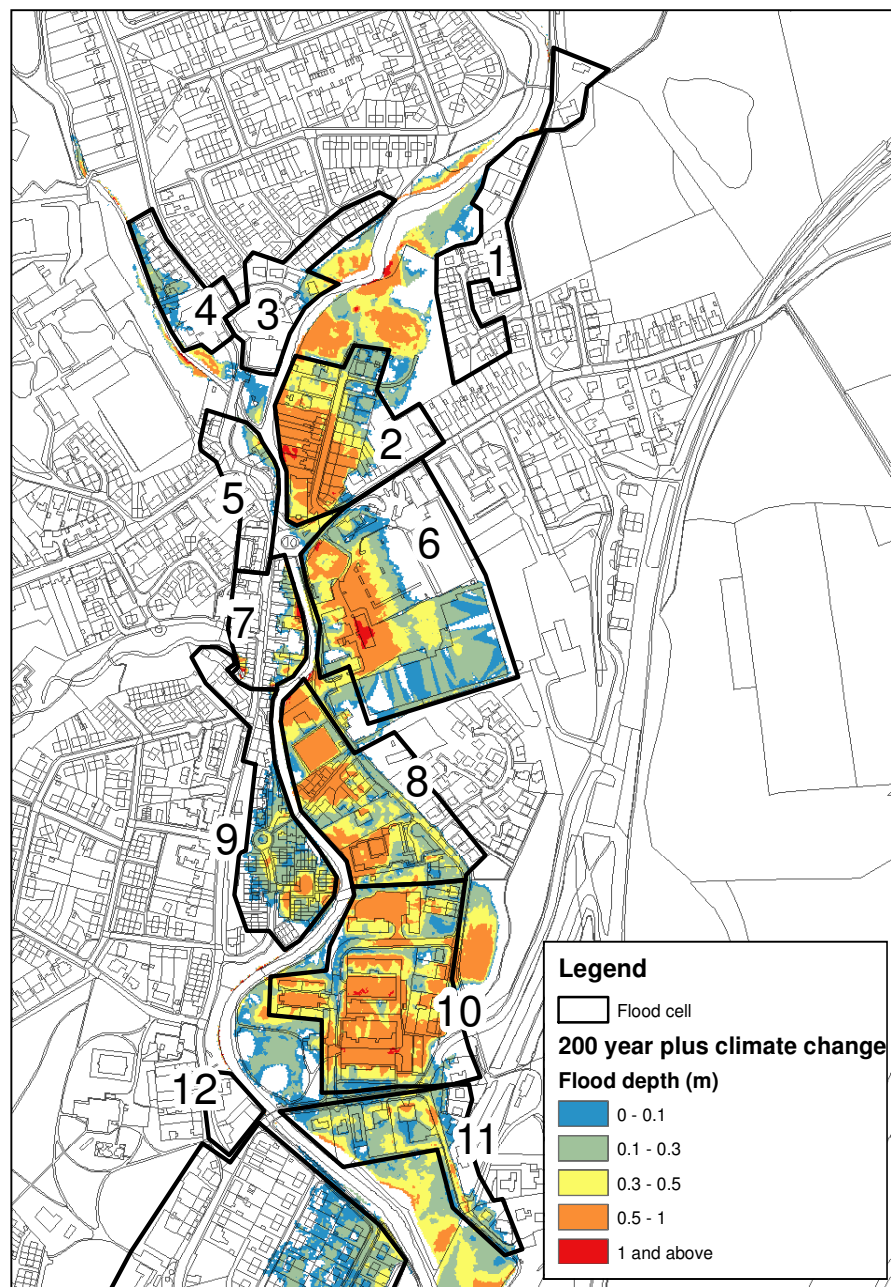 1
4
3
2
5
6
7
8
9
10
12
11
Legend
Flood cell
200 year plus climate change
Flood depth (m)
0 - 0.1
0.1 - 0.3
0.3 - 0.5
0.5 - 1
1 and above